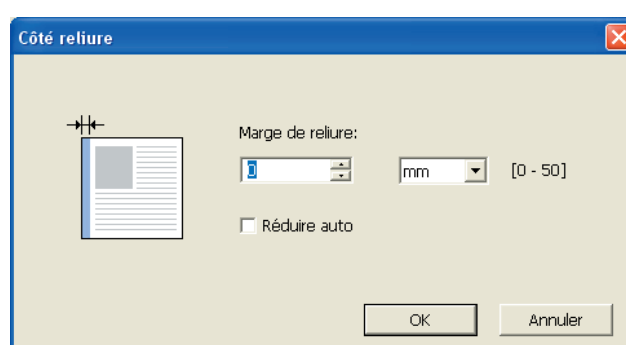 Côté reliure
Marge de reliure:
0 mm [0 - 50]
Réduire auto
OK Annuler